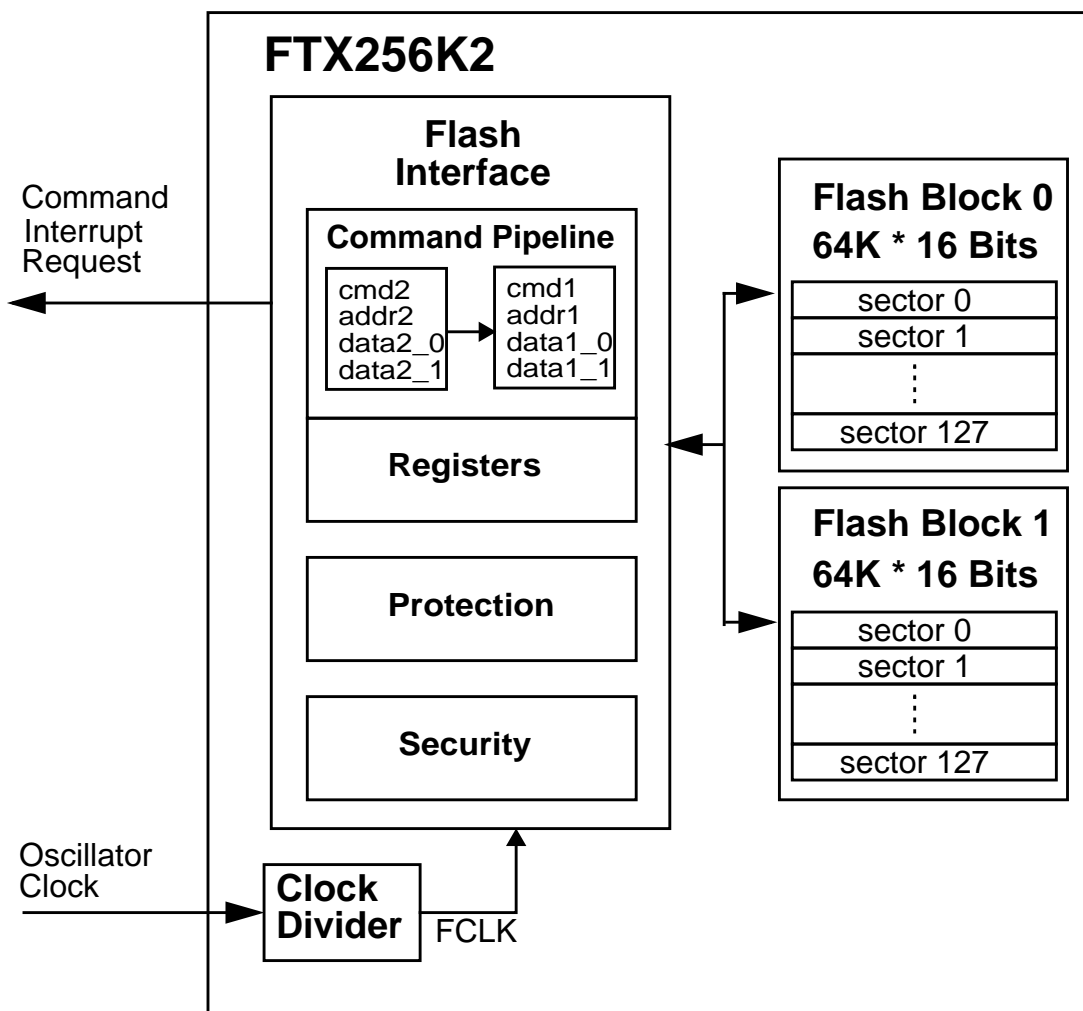 FTX256K2
Flash
Interface
Command
Interrupt
Request
Command Pipeline
cmd2
addr2
data2_0
data2_1
cmd1
addr1
data1_0
data1_1
Registers
Protection
Security
Flash Block 0
64K * 16 Bits
sector 0
sector 1
sector 127
Flash Block 1
64K * 16 Bits
sector 0
sector 1
sector 127
Oscillator
Clock
Clock
Divider
FCLK